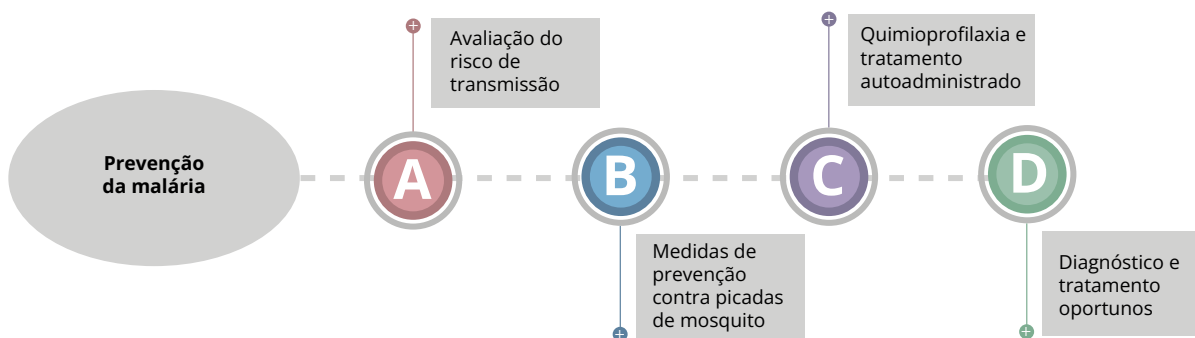 Prevenção
da malária
A
Avaliação do
risco de
transmissão
B
Medidas de
prevenção
contra picadas
de mosquito
C
Quimioprofilaxia e
tratamento
autoadministrado
D
Diagnóstico e
tratamento
oportunos